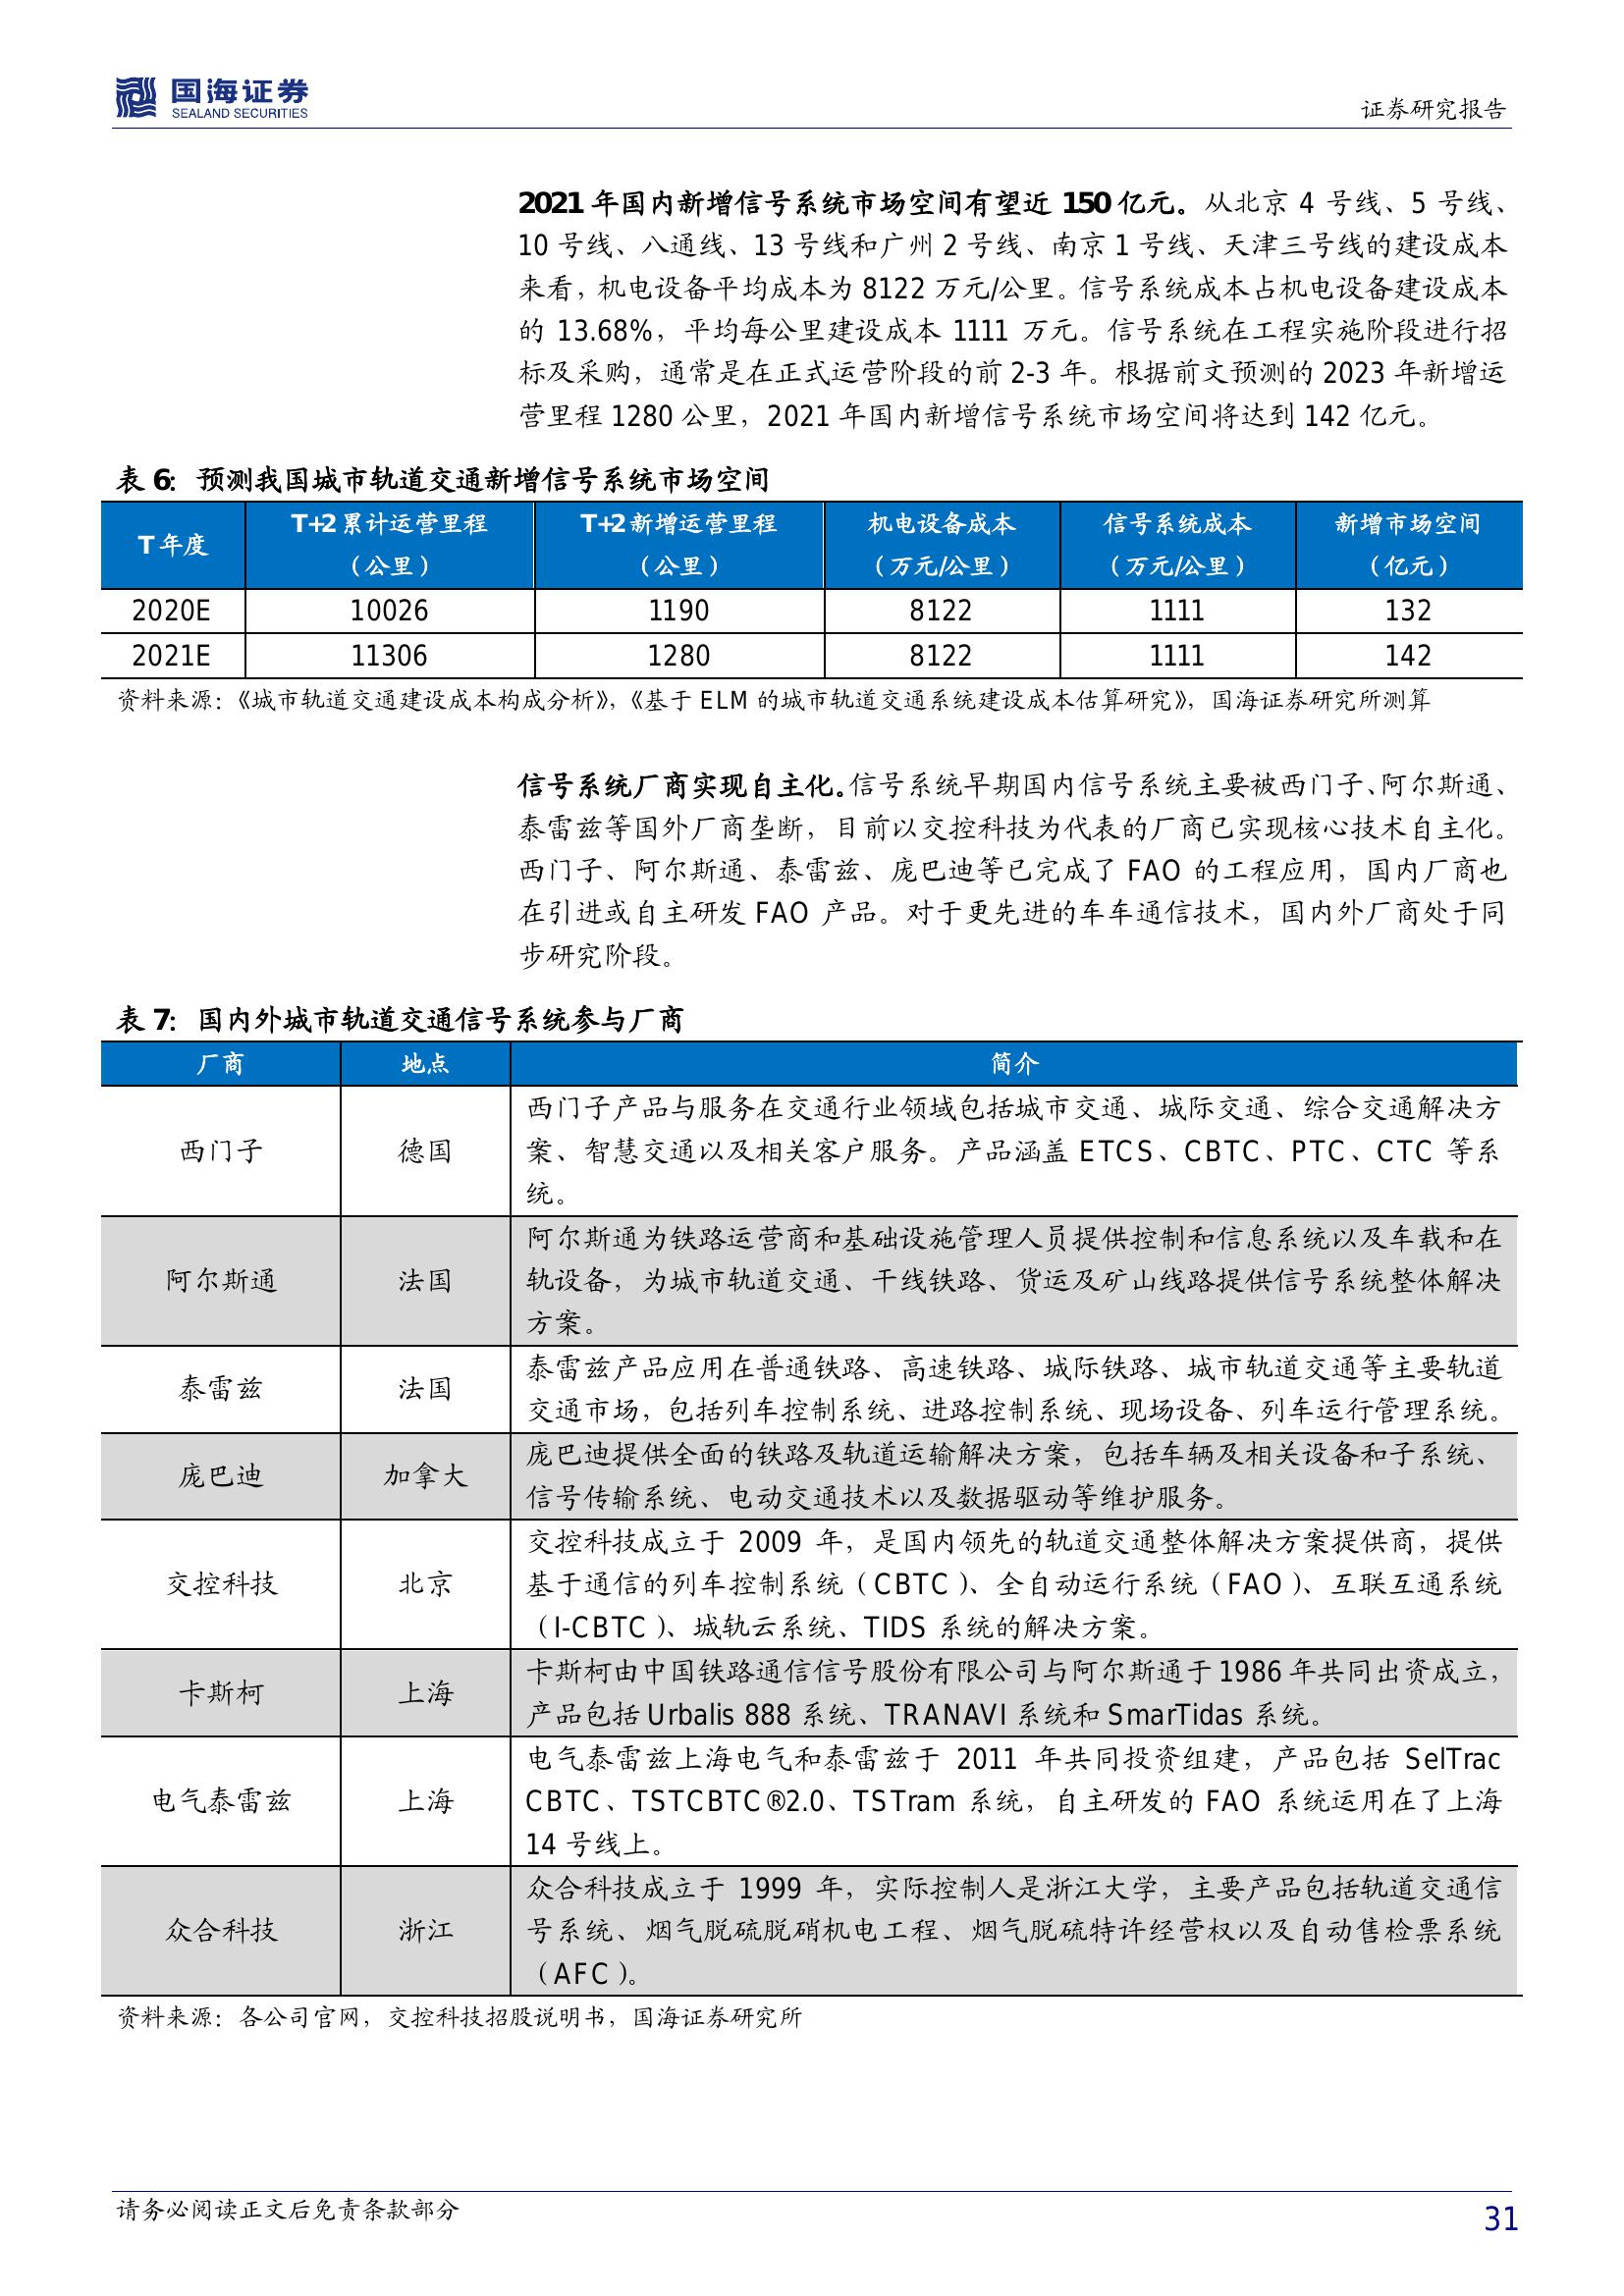 国海证券
SEALAND SECURITIES
证券研究报告
2021 年国内新增信号系统市场空间有望近 150 亿元。从北京 4 号线、5 号线、
10 号线、八通线、13 号线和广州 2 号线、南京 1 号线、天津三号线的建设成本
来看，机电设备平均成本为 8122 万元/公里。信号系统成本占机电设备建设成本
的 13.68%，平均每公里建设成本 1111 万元。信号系统在工程实施阶段进行招
标及采购，通常是在正式运营阶段的前 2-3 年。根据前文预测的 2023 年新增运
营里程 1280 公里，2021 年国内新增信号系统市场空间将达到 142 亿元。
表 6：预测我国城市轨道交通新增信号系统市场空间
T 年度 T+2 累计运营里程 T+2 新增运营里程 机电设备成本 信号系统成本 新增市场空间
（公里） （公里） （万元/公里） （万元/公里） （亿元）
2020E 10026 1190 8122 1111 132
2021E 11306 1280 8122 1111 142
资料来源：《城市轨道交通建设成本构成分析》，《基于 ELM 的城市轨道交通系统建设成本估算研究》，国海证券研究所测算
信号系统厂商实现自主化。信号系统早期国内信号系统主要被西门子、阿尔斯通、
泰雷兹等国外厂商垄断，目前以交控科技为代表的厂商已实现核心技术自主化。
西门子、阿尔斯通、泰雷兹、庞巴迪等已完成了 FAO 的工程应用，国内厂商也
在引进或自主研发 FAO 产品。对于更先进的车车通信技术，国内外厂商处于同
步研究阶段。
表 7：国内外城市轨道交通信号系统参与厂商
厂商 地点 简介
西门子 德国 西门子产品与服务在交通行业领域包括城市交通、城际交通、综合交通解决方
案、智慧交通以及相关客户服务。产品涵盖 ETCS、CBTC、PTC、CTC 等系
统。
阿尔斯通 法国 阿尔斯通为铁路运营商和基础设施管理人员提供控制和信息系统以及车载和在
轨设备，为城市轨道交通、干线铁路、货运及矿山线路提供信号系统整体解决
方案。
泰雷兹 法国 泰雷兹产品应用在普通铁路、高速铁路、城际铁路、城市轨道交通等主要轨道
交通市场，包括列车控制系统、进路控制系统、现场设备、列车运行管理系统。
庞巴迪 加拿大 庞巴迪提供全面的铁路及轨道运输解决方案，包括车辆及相关设备和子系统、
信号传输系统、电动交通技术以及数据驱动等维护服务。
交控科技 北京 交控科技成立于 2009 年，是国内领先的轨道交通整体解决方案提供商，提供
基于通信的列车控制系统（CBTC）、全自动运行系统（FAO）、互联互通系统
（I-CBTC）、城轨云系统、TIDS 系统的解决方案。
卡斯柯 上海 卡斯柯由中国铁路通信信号股份有限公司与阿尔斯通于 1986 年共同出资成立，
产品包括 Urbalis 888 系统、TRANAVI 系统和 SmarTidas 系统。
电气泰雷兹 上海 电气泰雷兹上海电气和泰雷兹于 2011 年共同投资组建，产品包括 SelTrac
CBTC、TSTCBTC®2.0、TSTram 系统，自主研发的 FAO 系统运用在了上海
14 号线上。
众合科技 浙江 众合科技成立于 1999 年，实际控制人是浙江大学，主要产品包括轨道交通信
号系统、烟气脱硫脱硝机电工程、烟气脱硫特许经营权以及自动售检票系统
（AFC）。
资料来源：各公司官网，交控科技招股说明书，国海证券研究所
请务必阅读正文后免责条款部分
31